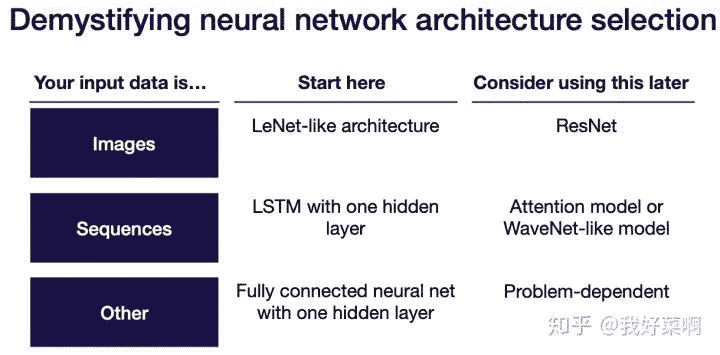 Demystifying neural network architecture selection
Your input data is…
Start here
Consider using this later
Images
LeNet-like architecture
ResNet
Sequences
LSTM with one hidden
layer
Attention model or
WaveNet-like model
Other
Fully connected neural net
with one hidden layer
Problem-dependent
知乎 @我好菜啊